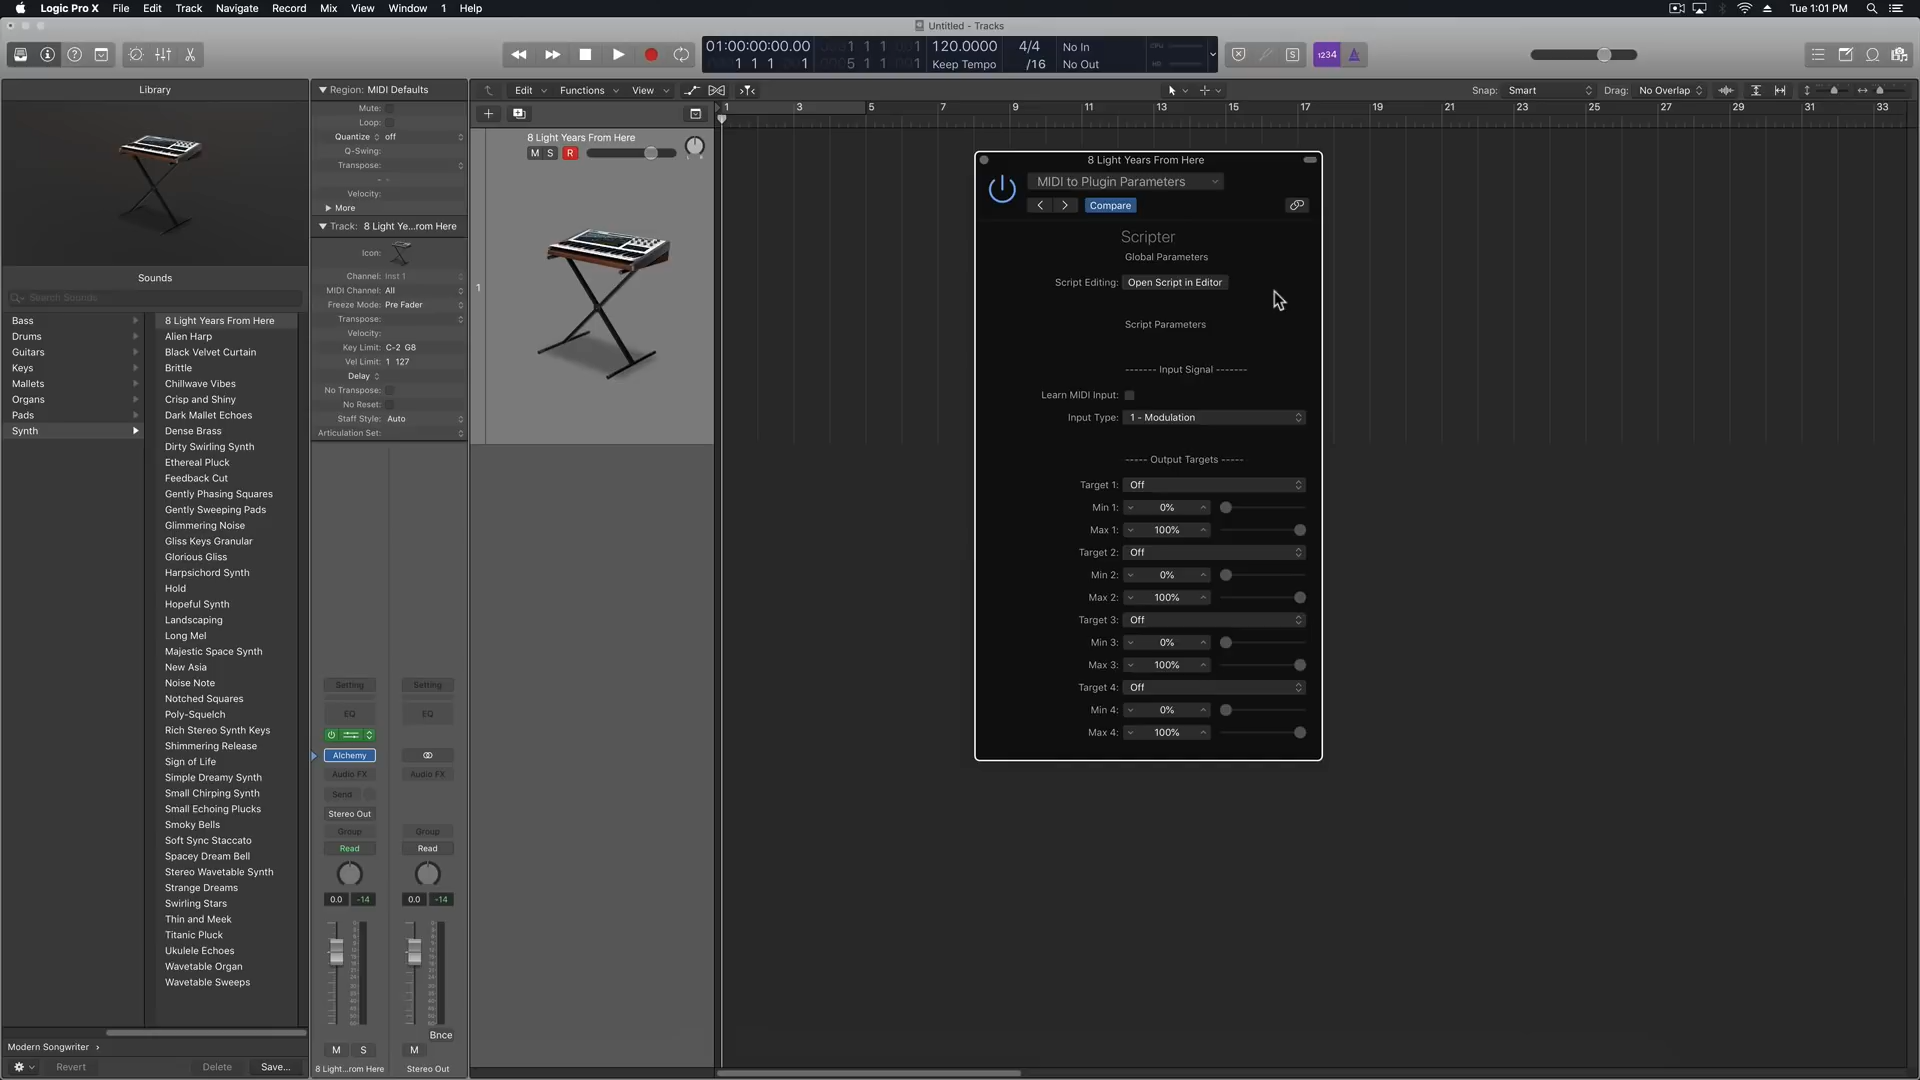 Logic Pro X File Edit Track Navigate Record Mix View Window 1 Help Tue 1:01 PM
Untitled - Tracks
01:00:00:00.00 120.0000 4/4 No In
1 1 1 1 5 1 1 1 Keep Tempo /16 No Out
1234
Library
Sounds
Search Sounds
Bass
Drums
Guitars
Keys
Mallets
Organs
Pads
Synth
8 Light Years From Here
Alien Harp
Black Velvet Curtain
Brittle
Chillwave Vibes
Crisp and Shiny
Dark Mallet Echoes
Dense Brass
Dirty Swirling Synth
Ethereal Pluck
Feedback Cut
Gently Phasing Squares
Gently Sweeping Pads
Glimmering Noise
Gliss Keys Granular
Glorious Gliss
Harpsichord Synth
Hold
Hopeful Synth
Landscaping
Long Mel
Majestic Space Synth
New Asia
Noise Note
Notched Squares
Poly-Squelch
Rich Stereo Synth Keys
Shimmering Release
Sign of Life
Simple Dreamy Synth
Small Chirping Synth
Small Echoing Plucks
Smoky Bells
Soft Sync Staccato
Spacey Dream Bell
Stereo Wavetable Synth
Strange Dreams
Swirling Stars
Thin and Meek
Titanic Pluck
Ukulele Echoes
Wavetable Organ
Wavetable Sweeps
Modern Songwriter
Revert Delete Save...
Region: MIDI Defaults
Mute:
Loop:
Quantize off
Q-Swing:
Transpose:
Velocity:
More
Track: 8 Light Ye...rom Here
Icon:
Channel: Inst 1
MIDI Channel: All
Freeze Mode: Pre Fader
Transpose:
Velocity:
Key Limit: C-2 G8
Vel Limit: 1 127
Delay
No Transpose:
No Reset:
Staff Style: Auto
Articulation Set:
Setting Setting
EQ EQ
Alchemy
Audio FX Audio FX
Send
Stereo Out
Group Group
Read Read
0.0 -14 0.0 -14
Bnce
M S M
8 Light...rom Here Stereo Out
Edit Functions View
Snap: Smart Drag: No Overlap
1 3 5 7 9 11 13 15 17 19 21 23 25 27 29 31 33
1
8 Light Years From Here
M S R
8 Light Years From Here
MIDI to Plugin Parameters
Compare
Scripter
Global Parameters
Script Editing: Open Script in Editor
Script Parameters
------- Input Signal -------
Learn MIDI Input:
Input Type: 1 - Modulation
----- Output Targets -----
Target 1: Off
Min 1: 0%
Max 1: 100%
Target 2: Off
Min 2: 0%
Max 2: 100%
Target 3: Off
Min 3: 0%
Max 3: 100%
Target 4: Off
Min 4: 0%
Max 4: 100%